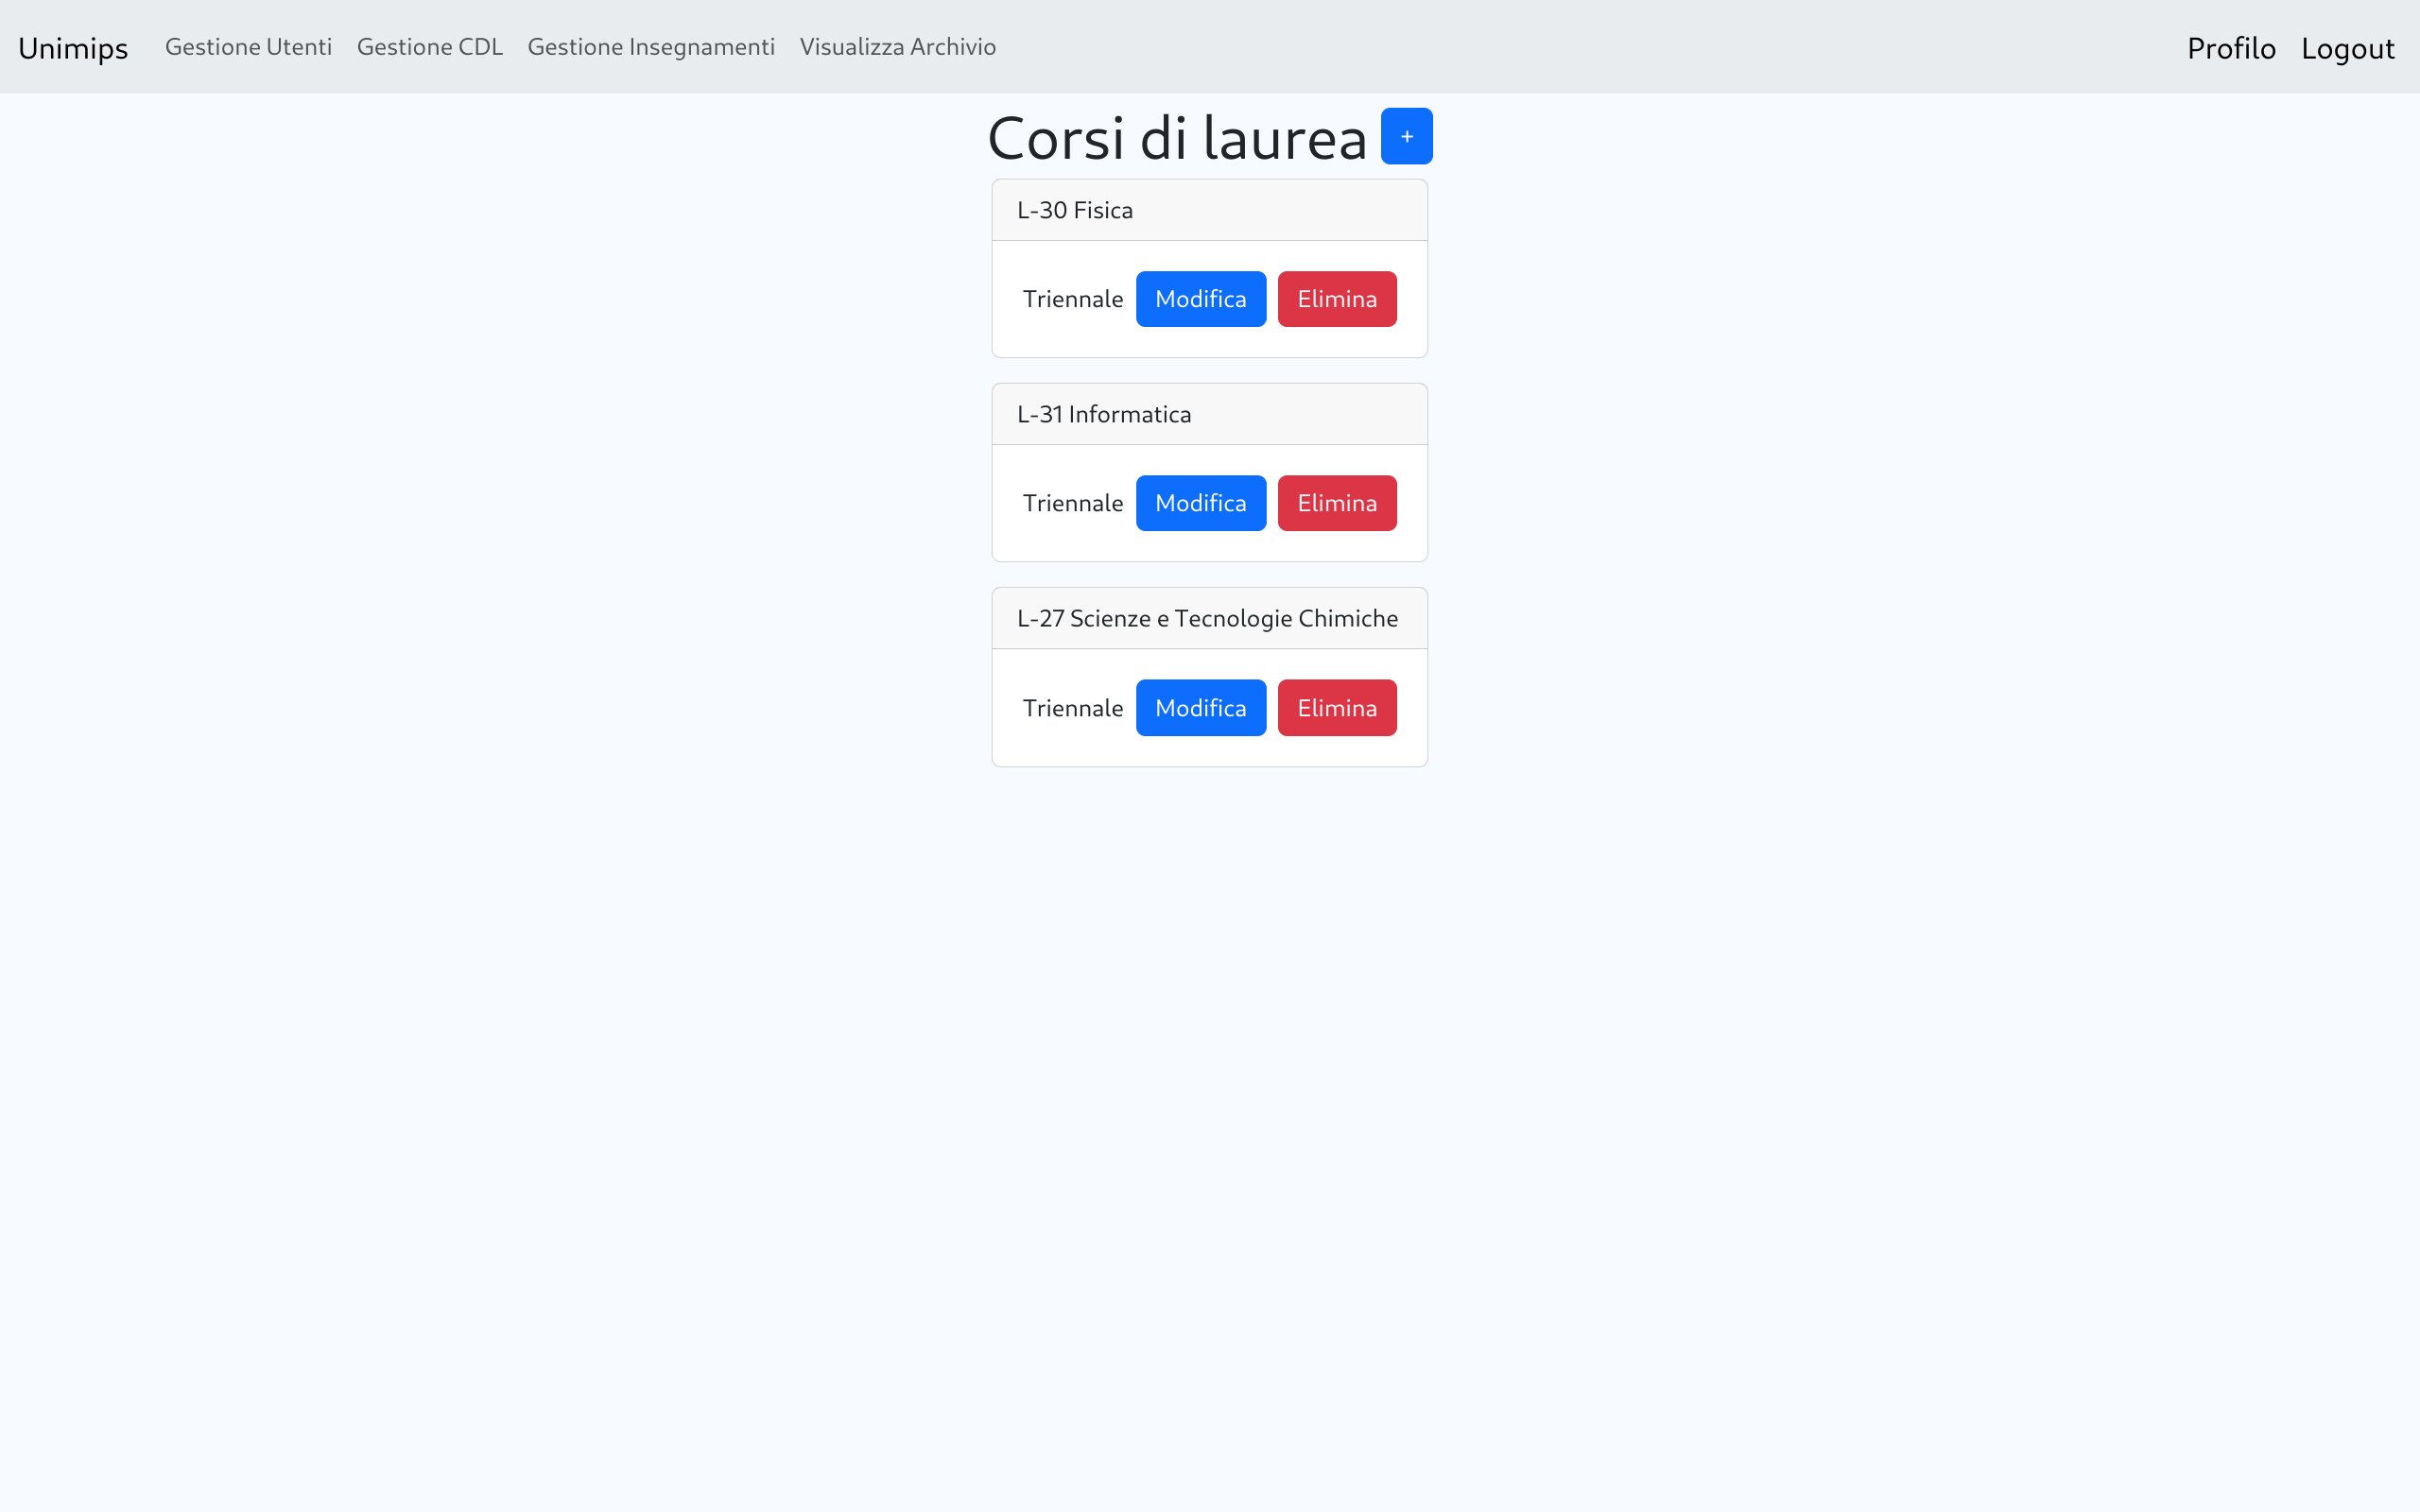 Unimips Gestione Utenti Gestione CDL Gestione Insegnamenti Visualizza Archivio Profilo Logout
Corsi di laurea +
L-30 Fisica
Triennale Modifica Elimina
L-31 Informatica
Triennale Modifica Elimina
L-27 Scienze e Tecnologie Chimiche
Triennale Modifica Elimina